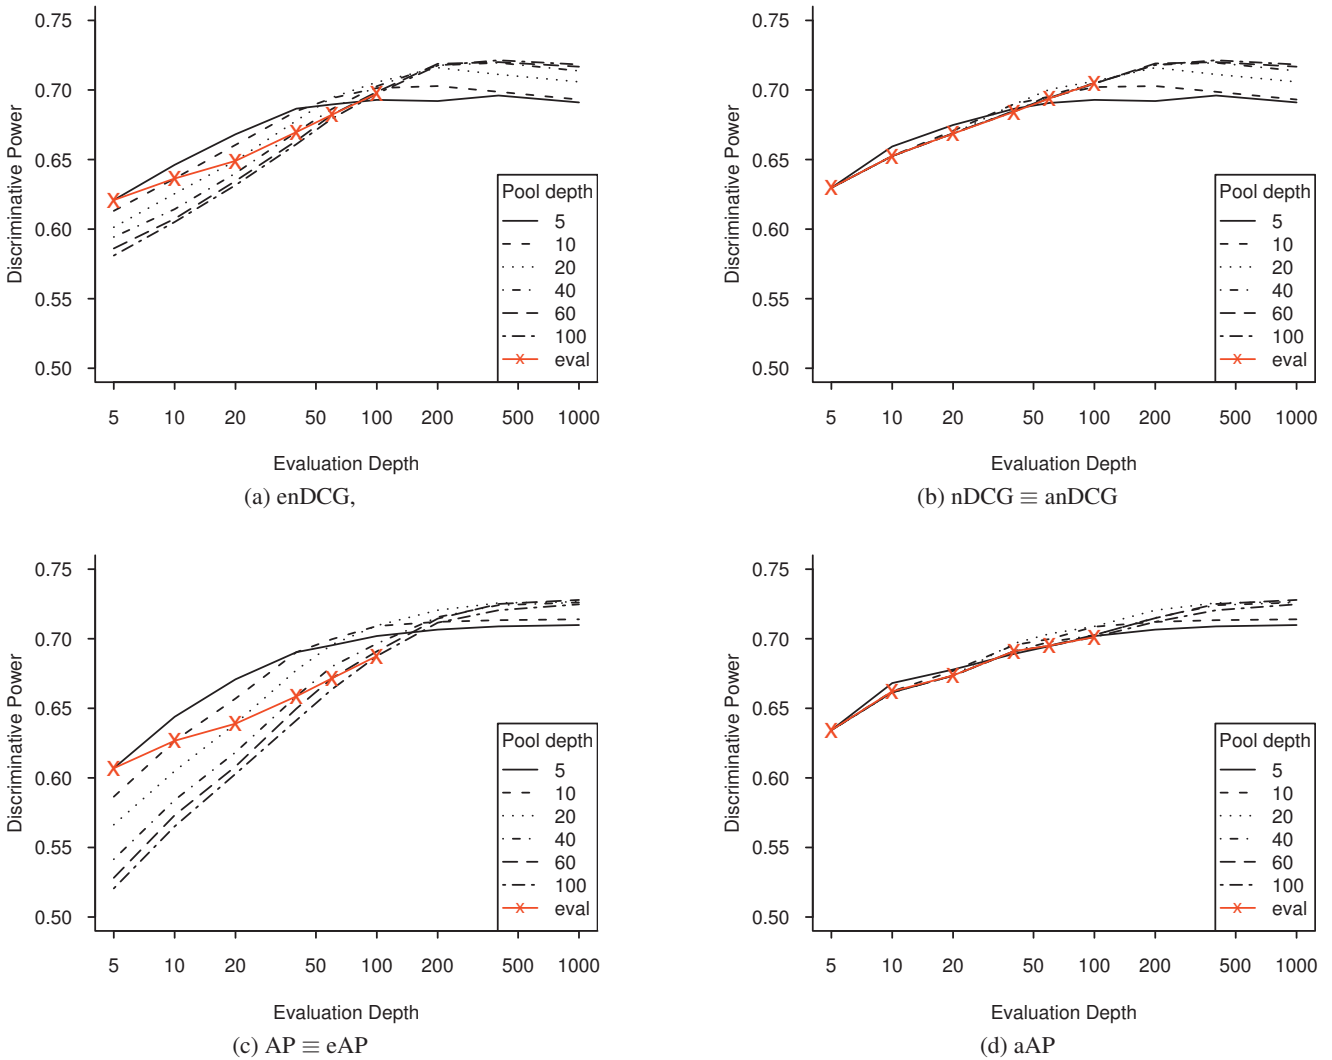 0.75
0.70
0.65
0.60
0.55
0.50
Discriminative Power
Pool depth
5
10
20
40
60
100
eval
5 10 20 50 100 200 500 1000
Evaluation Depth
(a) enDCG,
0.75
0.70
0.65
0.60
0.55
0.50
Discriminative Power
Pool depth
5
10
20
40
60
100
eval
5 10 20 50 100 200 500 1000
Evaluation Depth
(b) nDCG ≡ anDCG
0.75
0.70
0.65
0.60
0.55
0.50
Discriminative Power
Pool depth
5
10
20
40
60
100
eval
5 10 20 50 100 200 500 1000
Evaluation Depth
(c) AP ≡ eAP
0.75
0.70
0.65
0.60
0.55
0.50
Discriminative Power
Pool depth
5
10
20
40
60
100
eval
5 10 20 50 100 200 500 1000
Evaluation Depth
(d) aAP